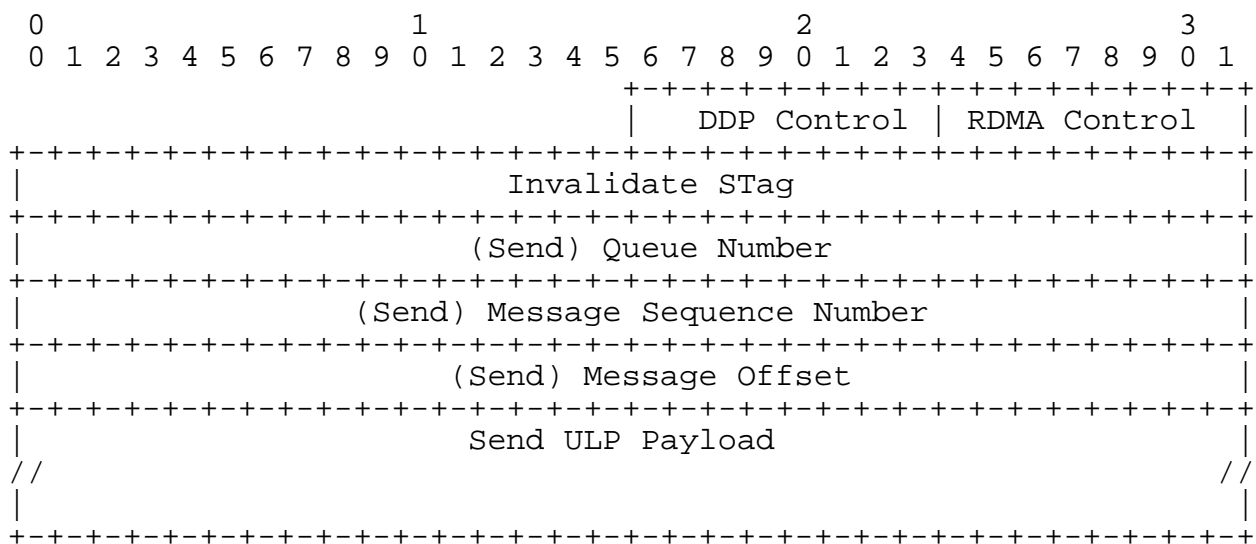 0                   1                   2                   3
 0 1 2 3 4 5 6 7 8 9 0 1 2 3 4 5 6 7 8 9 0 1 2 3 4 5 6 7 8 9 0 1
                                +-+-+-+-+-+-+-+-+-+-+-+-+-+-+-+-+
                                |   DDP Control | RDMA Control  |
+-+-+-+-+-+-+-+-+-+-+-+-+-+-+-+-+-+-+-+-+-+-+-+-+-+-+-+-+-+-+-+-+
|                         Invalidate STag                       |
+-+-+-+-+-+-+-+-+-+-+-+-+-+-+-+-+-+-+-+-+-+-+-+-+-+-+-+-+-+-+-+-+
|                       (Send) Queue Number                     |
+-+-+-+-+-+-+-+-+-+-+-+-+-+-+-+-+-+-+-+-+-+-+-+-+-+-+-+-+-+-+-+-+
|                 (Send) Message Sequence Number                |
+-+-+-+-+-+-+-+-+-+-+-+-+-+-+-+-+-+-+-+-+-+-+-+-+-+-+-+-+-+-+-+-+
|                      (Send) Message Offset                    |
+-+-+-+-+-+-+-+-+-+-+-+-+-+-+-+-+-+-+-+-+-+-+-+-+-+-+-+-+-+-+-+-+
|                       Send ULP Payload                        |
//                                                             //
|                                                               |
+-+-+-+-+-+-+-+-+-+-+-+-+-+-+-+-+-+-+-+-+-+-+-+-+-+-+-+-+-+-+-+-+